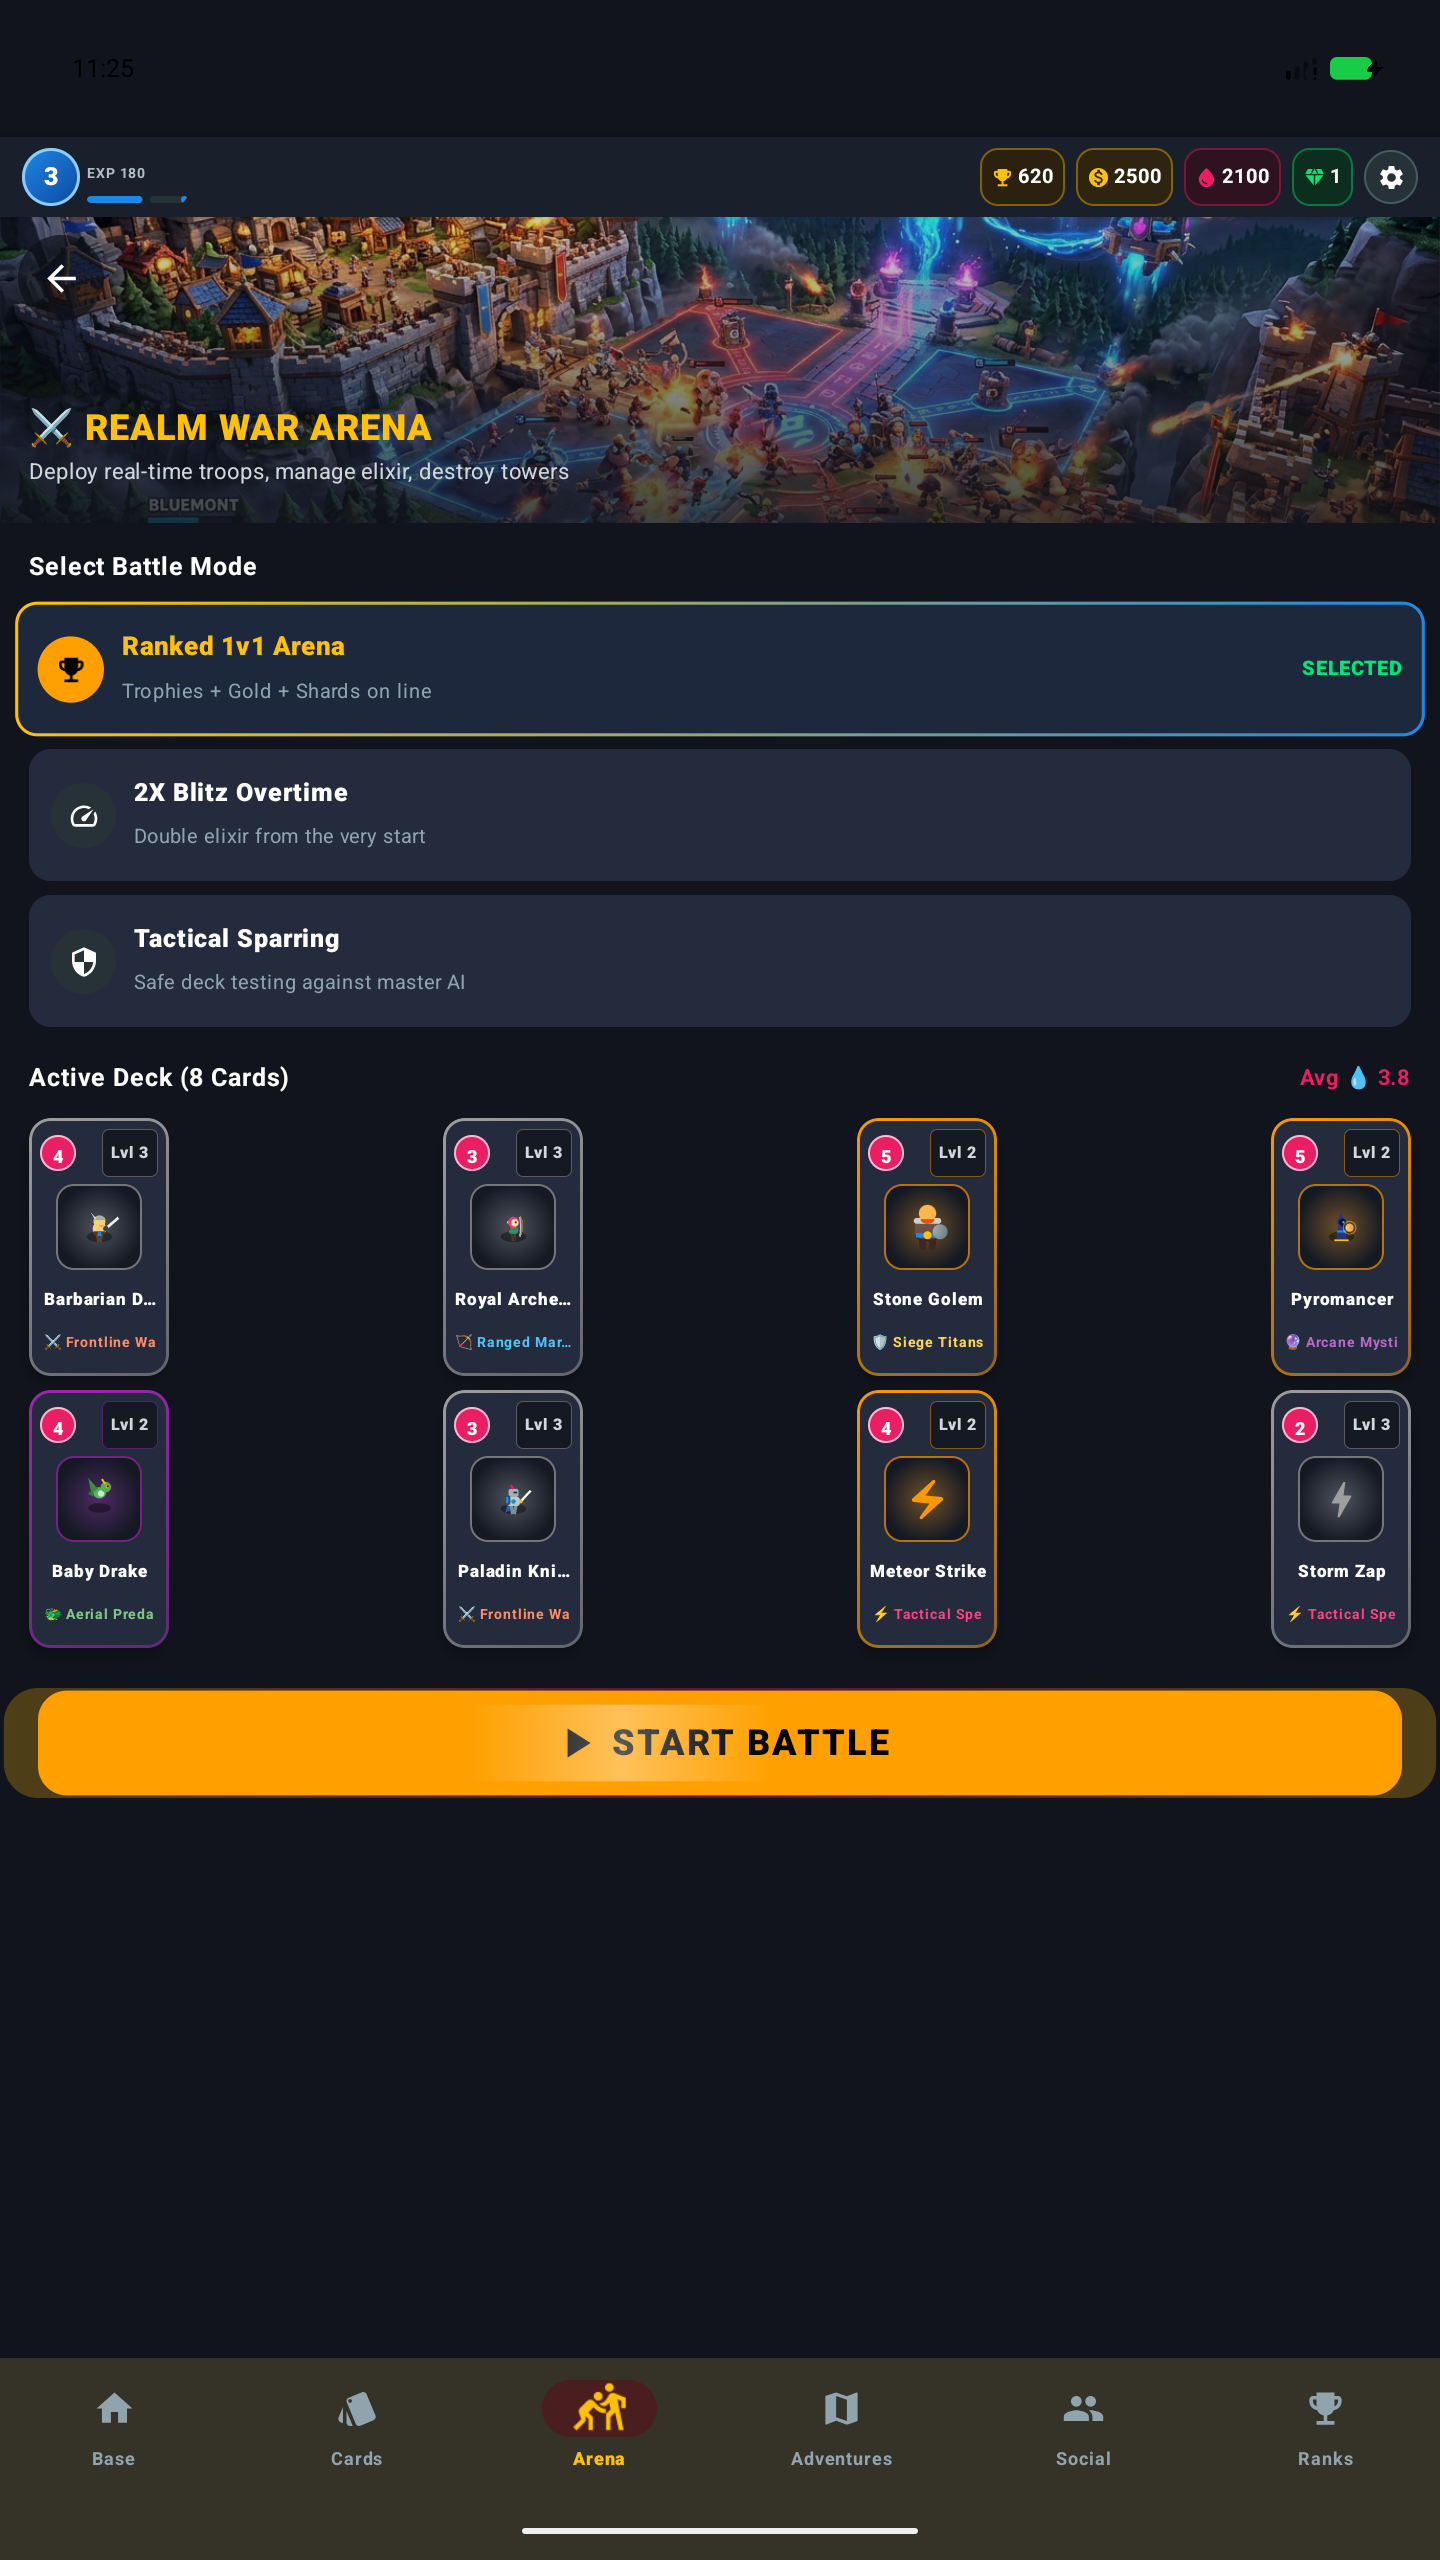 11:25
3
EXP 180
620
2500
2100
1
⚔️ REALM WAR ARENA
Deploy real-time troops, manage elixir, destroy towers
BLUEMONT
Select Battle Mode
Ranked 1v1 Arena
Trophies + Gold + Shards on line
SELECTED
2X Blitz Overtime
Double elixir from the very start
Tactical Sparring
Safe deck testing against master AI
Active Deck (8 Cards)
Avg 💧 3.8
4 Lvl 3
Barbarian D…
⚔️ Frontline Wa
3 Lvl 3
Royal Arche…
🏹 Ranged Mar…
5 Lvl 2
Stone Golem
🛡️ Siege Titans
5 Lvl 2
Pyromancer
🔮 Arcane Mysti
4 Lvl 2
Baby Drake
🐲 Aerial Preda
3 Lvl 3
Paladin Kni…
⚔️ Frontline Wa
4 Lvl 2
Meteor Strike
⚡ Tactical Spe
2 Lvl 3
Storm Zap
⚡ Tactical Spe
START BATTLE
Base
Cards
Arena
Adventures
Social
Ranks